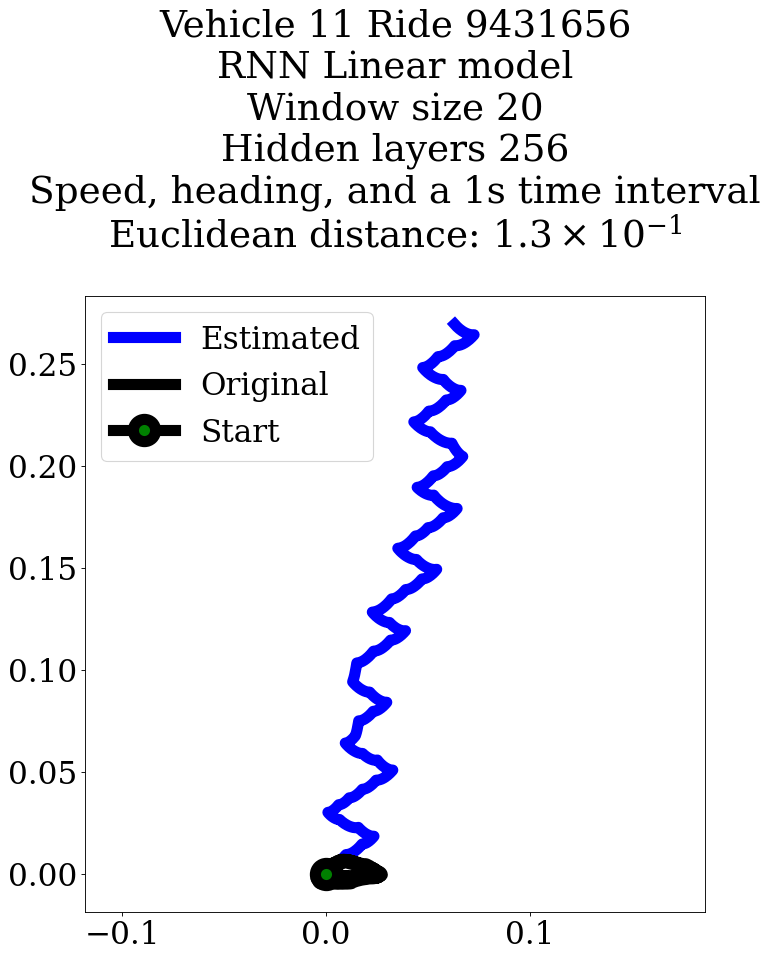 Vehicle 11 Ride 9431656
RNN Linear model
Window size 20
Hidden layers 256
Speed, heading, and a 1s time interval
Euclidean distance: 1.3 × 10⁻¹
Estimated
Original
Start
0.25
0.20
0.15
0.10
0.05
0.00
−0.1
0.0
0.1